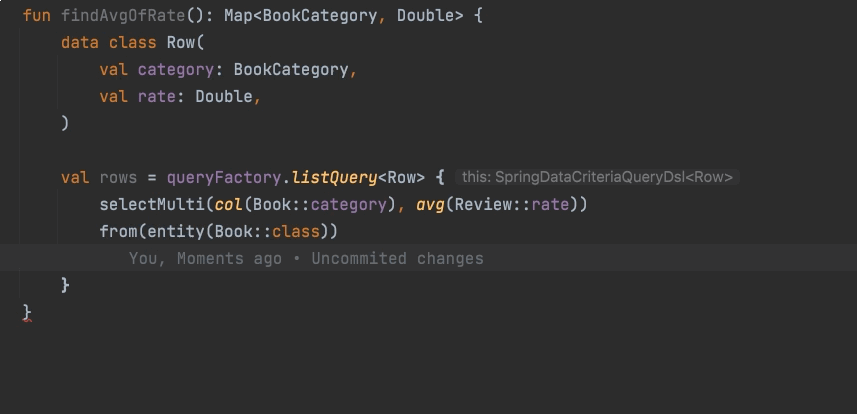 fun findAvgOfRate(): Map<BookCategory, Double> {
data class Row(
val category: BookCategory,
val rate: Double,
)
val rows = queryFactory.listQuery<Row> { this: SpringDataCriteriaQueryDsl<Row>
selectMulti(col(Book::category), avg(Review::rate))
from(entity(Book::class))
You, Moments ago • Uncommited changes
}
}